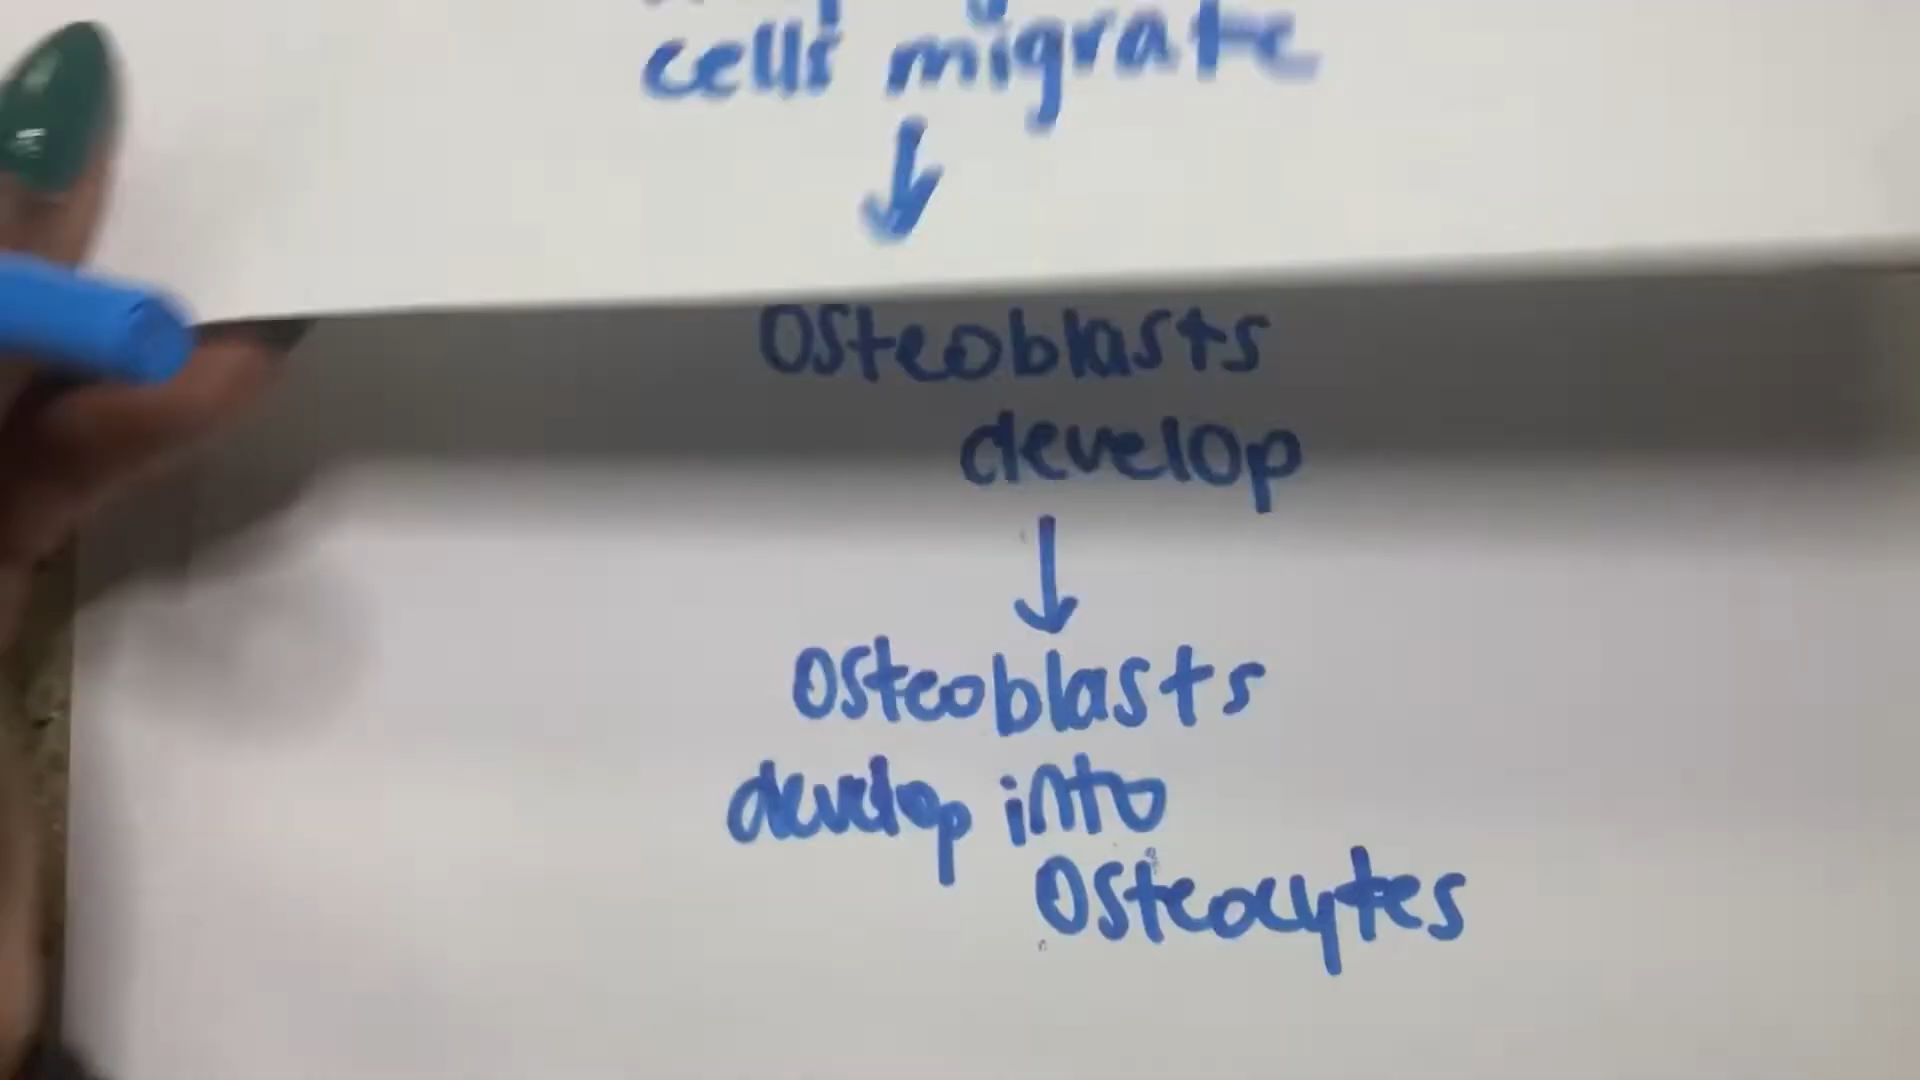 cells migrate
Osteoblasts
develop
Osteoblasts
develop into
Osteocytes